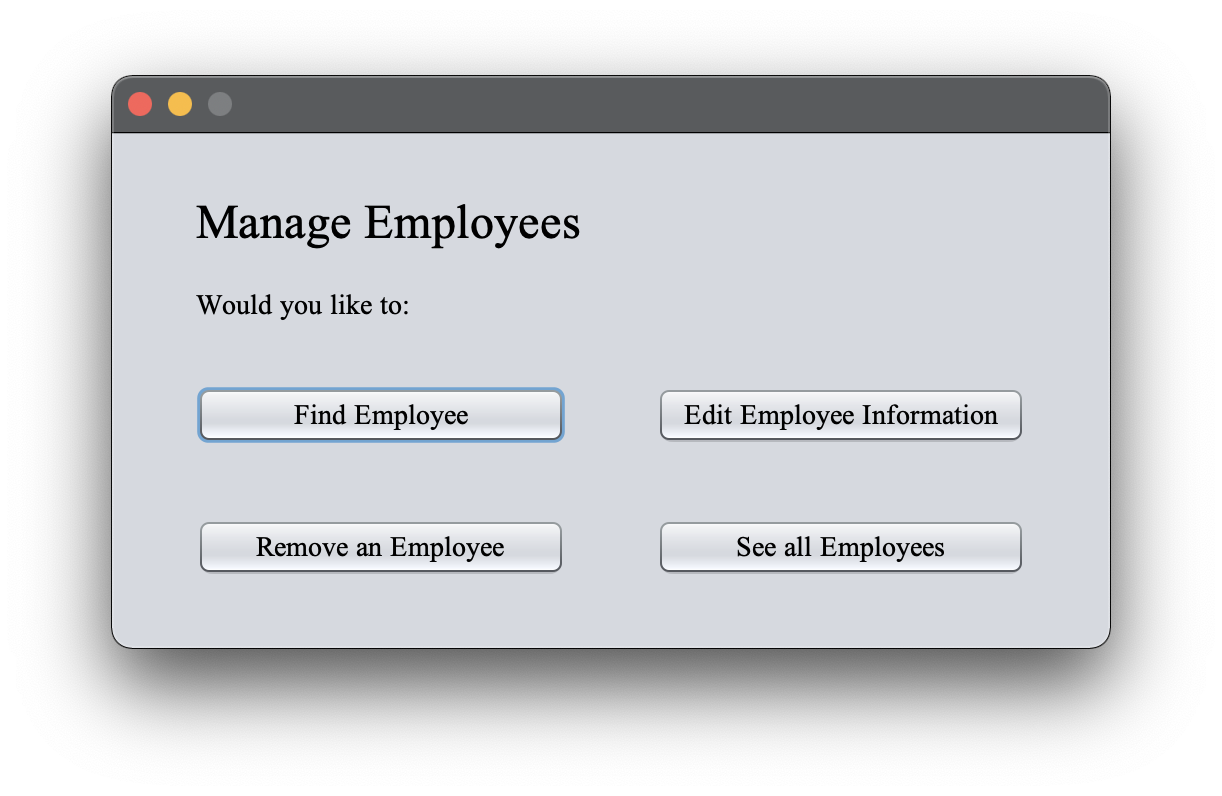 Manage Employees
Would you like to:
Find Employee
Edit Employee Information
Remove an Employee
See all Employees